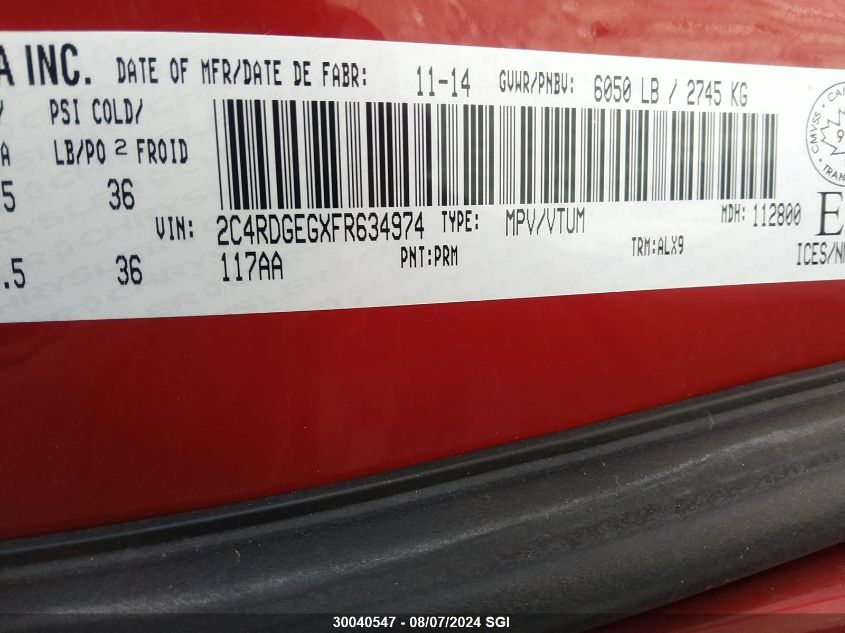 A INC. DATE OF MFR/DATE DE FABR: 11-14 GVWR/PNBV: 6050 LB / 2745 KG
PSI COLD/
LB/PO 2 FROID
.5 36
VIN: 2C4RDGEGXFR634974 TYPE: MPV/VTUM MDH: 112800
.5 36 117AA PNT:PRM TRM:ALX9 ICES/N
CMVSS
30040547 - 08/07/2024 SGI